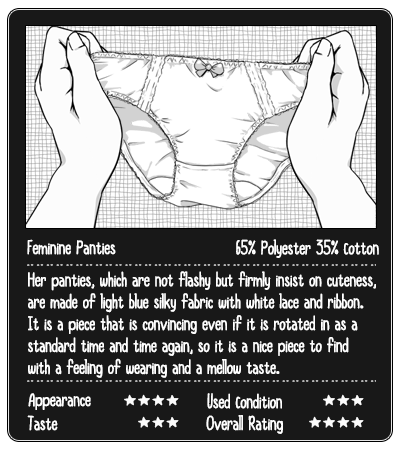 Feminine Panties 65% Polyester 35% Cotton
Her panties, which are not flashy but firmly insist on cuteness,
are made of light blue silky fabric with white lace and ribbon.
It is a piece that is convincing even if it is rotated in as a
standard time and time again, so it is a nice piece to find
with a feeling of wearing and a mellow taste.
Appearance ★★★★ Used Condition ★★★
Taste ★★★ Overall Rating ★★★★